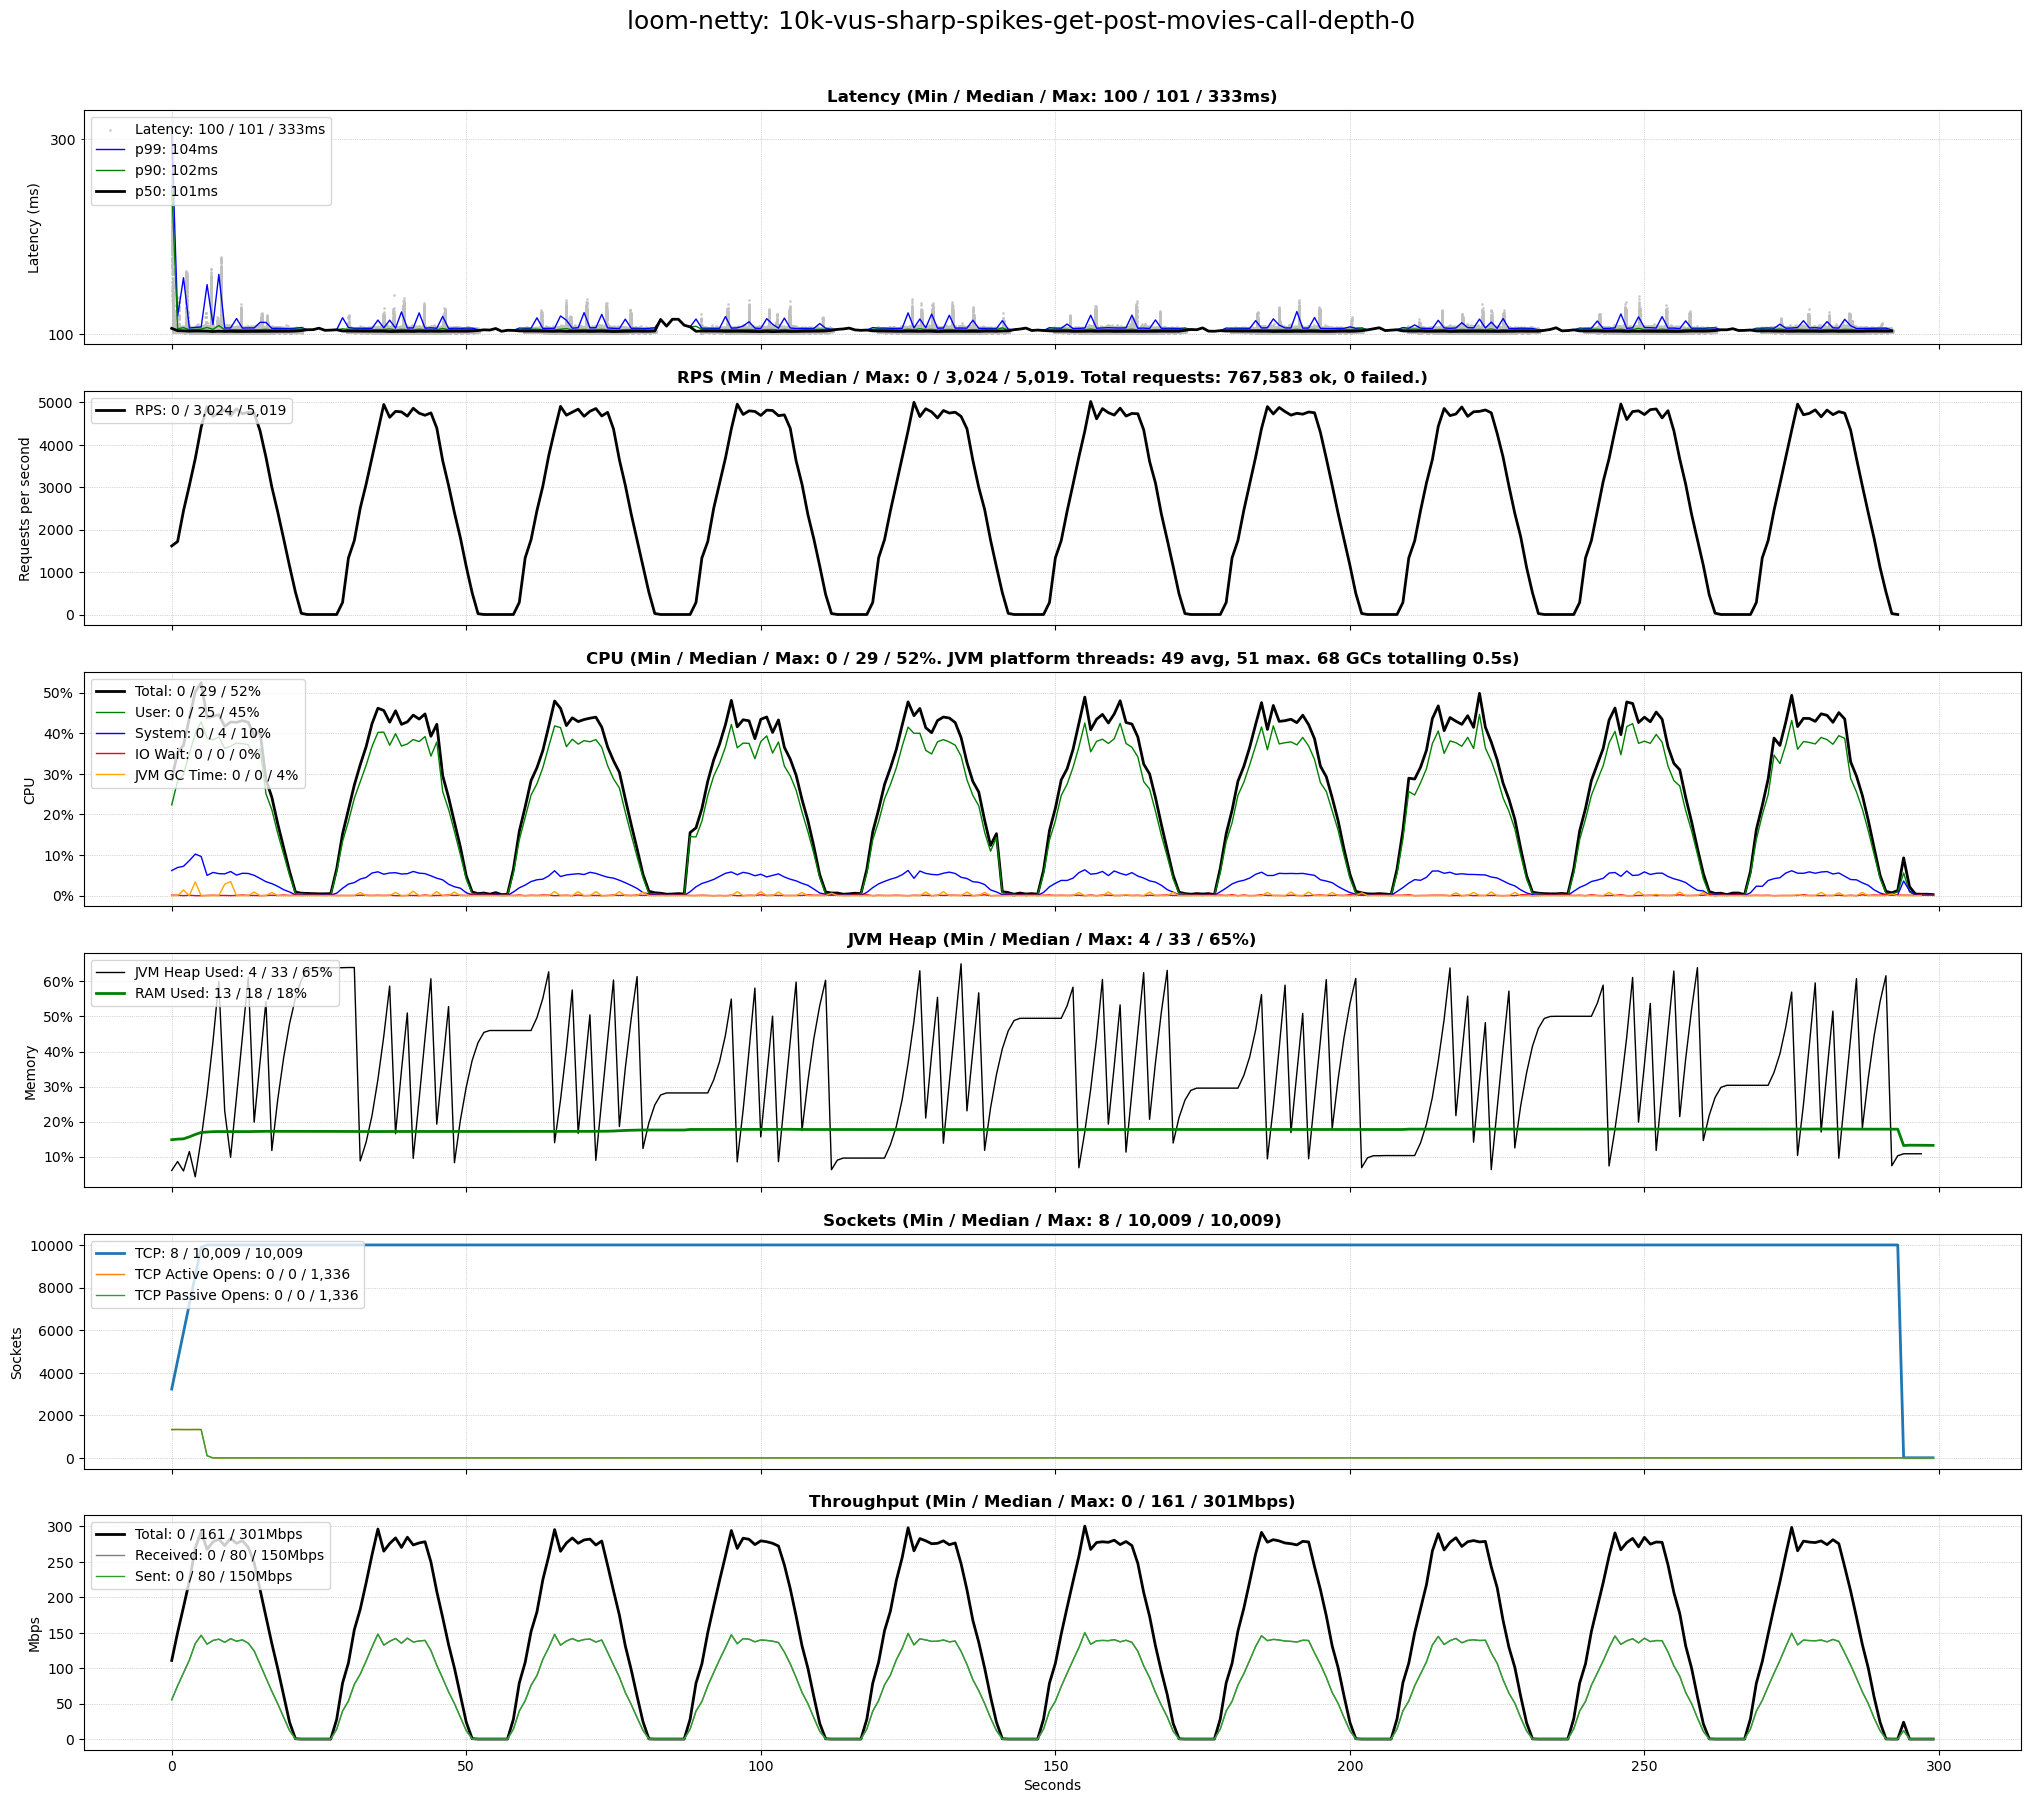 loom-netty: 10k-vus-sharp-spikes-get-post-movies-call-depth-0
Latency (Min / Median / Max: 100 / 101 / 333ms)
Latency: 100 / 101 / 333ms
p99: 104ms
p90: 102ms
p50: 101ms
300
100
Latency (ms)
RPS (Min / Median / Max: 0 / 3,024 / 5,019. Total requests: 767,583 ok, 0 failed.)
RPS: 0 / 3,024 / 5,019
5000
4000
3000
2000
1000
0
Requests per second
CPU (Min / Median / Max: 0 / 29 / 52%. JVM platform threads: 49 avg, 51 max. 68 GCs totalling 0.5s)
Total: 0 / 29 / 52%
User: 0 / 25 / 45%
System: 0 / 4 / 10%
IO Wait: 0 / 0 / 0%
JVM GC Time: 0 / 0 / 4%
50%
40%
30%
20%
10%
0%
CPU
JVM Heap (Min / Median / Max: 4 / 33 / 65%)
JVM Heap Used: 4 / 33 / 65%
RAM Used: 13 / 18 / 18%
60%
50%
40%
30%
20%
10%
Memory
Sockets (Min / Median / Max: 8 / 10,009 / 10,009)
TCP: 8 / 10,009 / 10,009
TCP Active Opens: 0 / 0 / 1,336
TCP Passive Opens: 0 / 0 / 1,336
10000
8000
6000
4000
2000
0
Sockets
Throughput (Min / Median / Max: 0 / 161 / 301Mbps)
Total: 0 / 161 / 301Mbps
Received: 0 / 80 / 150Mbps
Sent: 0 / 80 / 150Mbps
300
250
200
150
100
50
0
Mbps
0 50 100 150 200 250 300
Seconds